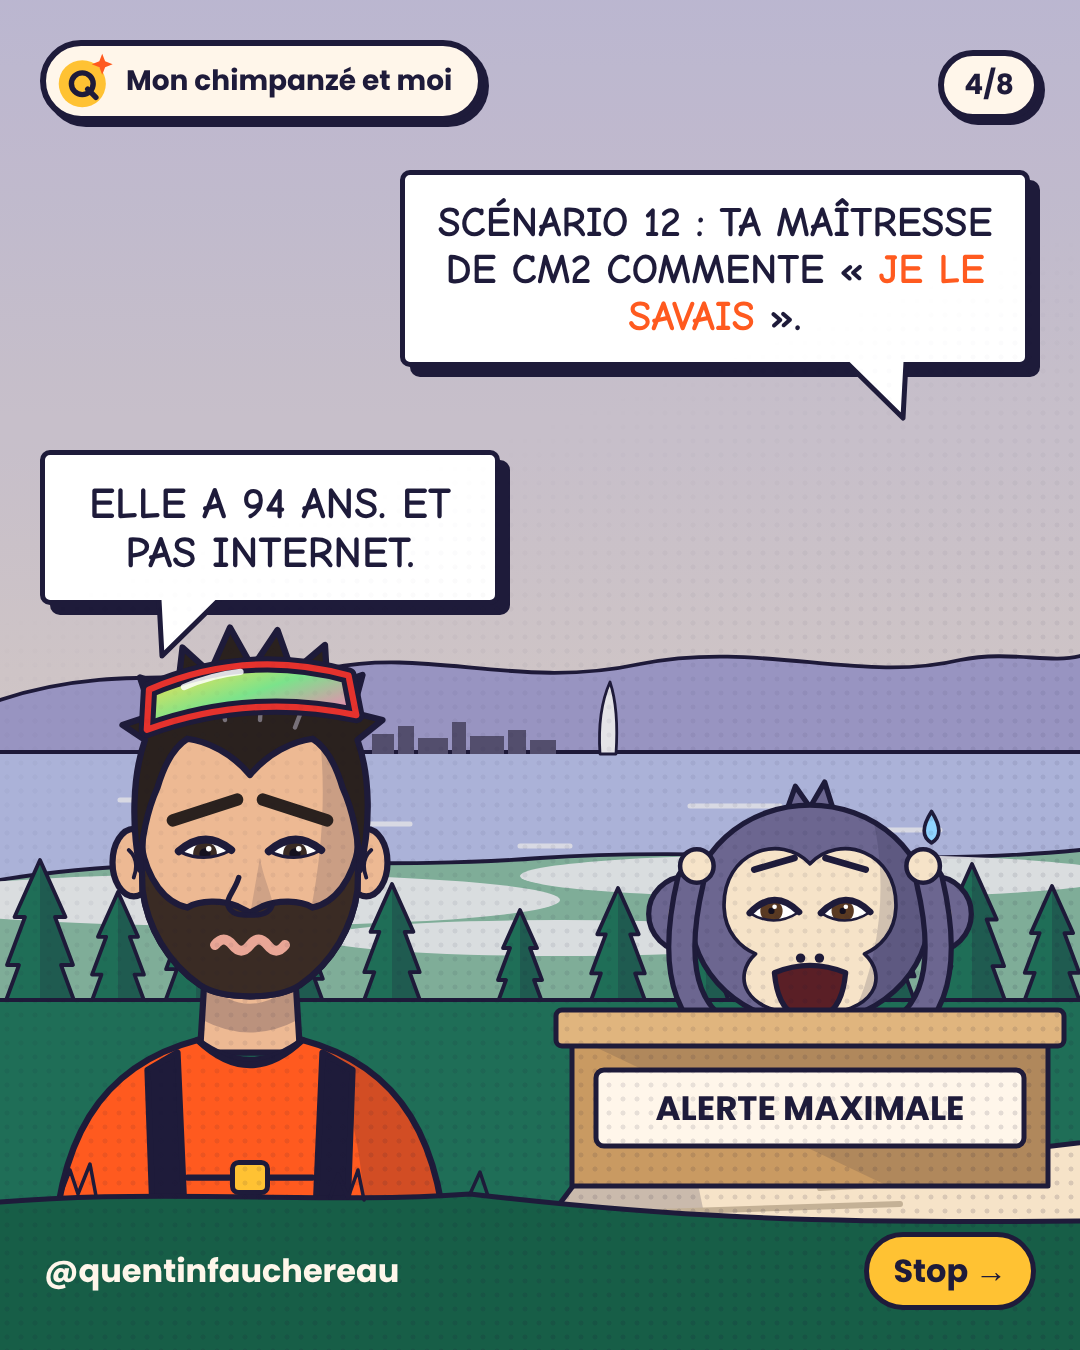 Mon chimpanzé et moi
4/8
SCÉNARIO 12 : TA MAÎTRESSE
DE CM2 COMMENTE « JE LE
SAVAIS ».
ELLE A 94 ANS. ET
PAS INTERNET.
ALERTE MAXIMALE
@quentinfauchereau
Stop →